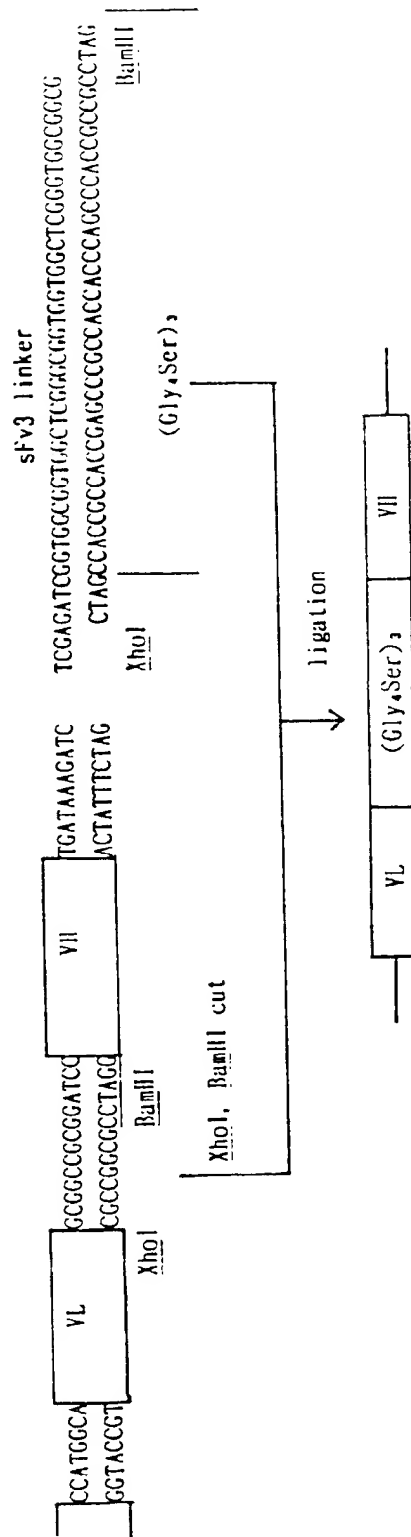 sFv3 linker
CCATGGCA VL GCGGCCGCGGATCC VH TGATAAAGATC TCGAGATCGGTGGCGGTGGCTCGGGCGGTGGTGGCTCGGGTGGCGGCG
GGTACCGT CGCCGGCGCCTAGG ACTATTTCTAG CTAGCCACCGCCACCGAGCCCGCCACCACCCAGCCCACCGCCGCCTAG
XhoI BamHI XhoI BamHI
(Gly₄Ser)₃
XhoI, BamHI cut
ligation
VL (Gly₄Ser)₃ VH